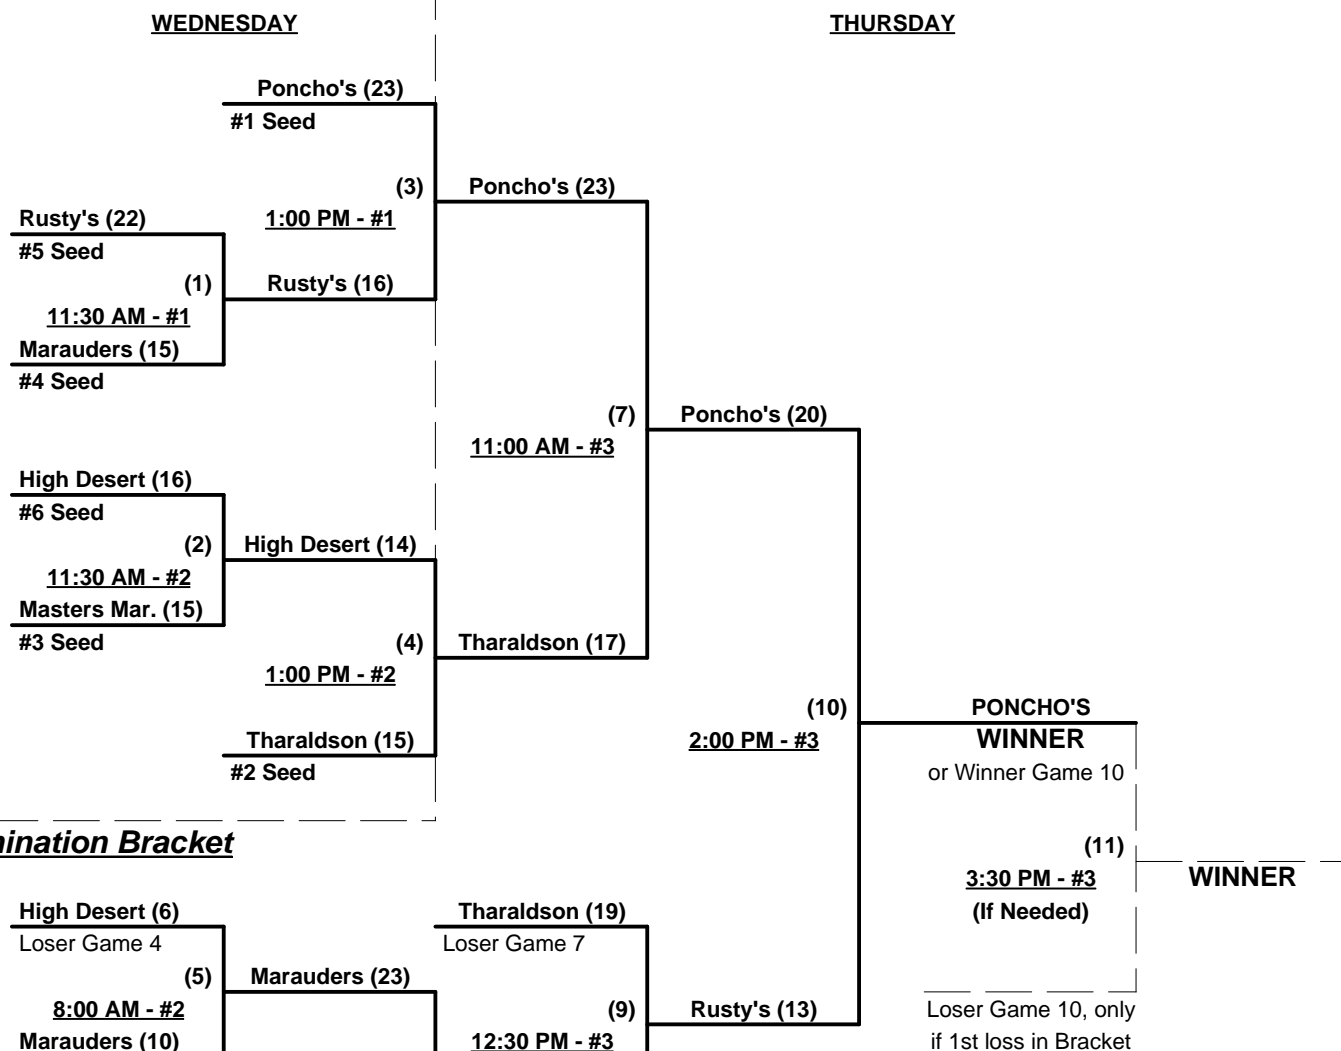 WEDNESDAY
THURSDAY
Poncho's (23)
#1 Seed
(3)
1:00 PM - #1
Poncho's (23)
Rusty's (22)
#5 Seed
(1)
11:30 AM - #1
Rusty's (16)
Marauders (15)
#4 Seed
(7)
11:00 AM - #3
Poncho's (20)
High Desert (16)
#6 Seed
(2)
11:30 AM - #2
High Desert (14)
Masters Mar. (15)
#3 Seed
(4)
1:00 PM - #2
Tharaldson (17)
Tharaldson (15)
#2 Seed
(10)
2:00 PM - #3
PONCHO'S
WINNER
or Winner Game 10
(11)
3:30 PM - #3
(If Needed)
WINNER
mination Bracket
High Desert (6)
Loser Game 4
(5)
8:00 AM - #2
Marauders (10)
Marauders (23)
Tharaldson (19)
Loser Game 7
(9)
12:30 PM - #3
Rusty's (13)
Loser Game 10, only
if 1st loss in Bracket